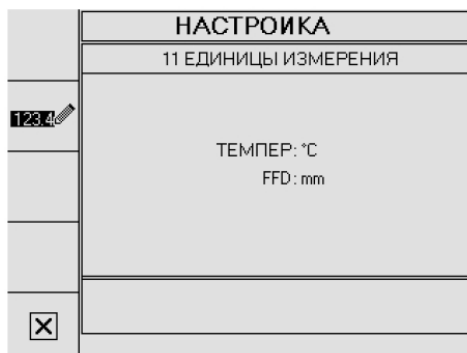 НАСТРОЙКА
11 ЕДИНИЦЫ ИЗМЕРЕНИЯ
123.4
ТЕМПЕР: °C
FFD: mm